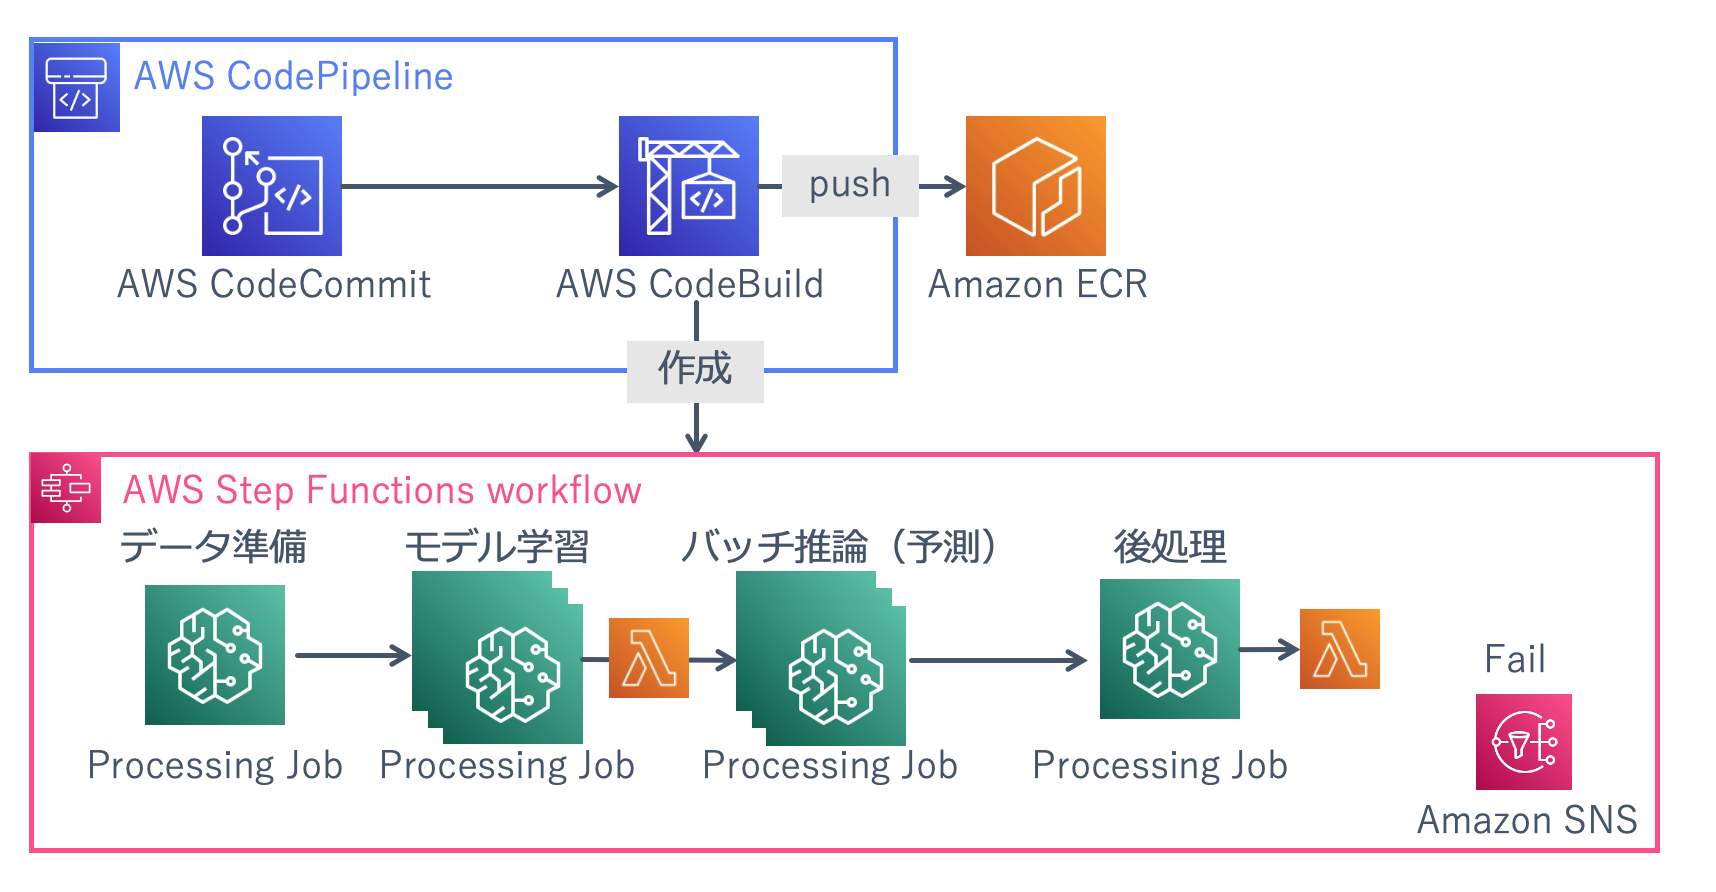 AWS CodePipeline
push
AWS CodeCommit
AWS CodeBuild
Amazon ECR
作成
AWS Step Functions workflow
データ準備
モデル学習
バッチ推論（予測）
後処理
Fail
Processing Job
Processing Job
Processing Job
Processing Job
Amazon SNS